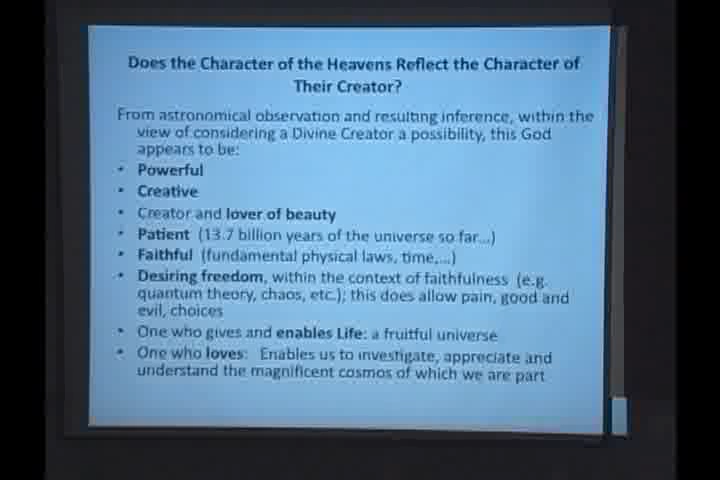 Does the Character of the Heavens Reflect the Character of
Their Creator?
From astronomical observation and resulting inference, within the
view of considering a Divine Creator a possibility, this God
appears to be:
• Powerful
• Creative
• Creator and lover of beauty
• Patient (13.7 billion years of the universe so far...)
• Faithful (fundamental physical laws, time,...)
• Desiring freedom, within the context of faithfulness (e.g.
quantum theory, chaos, etc.); this does allow pain, good and
evil, choices
• One who gives and enables Life: a fruitful universe
• One who loves: Enables us to investigate, appreciate and
understand the magnificent cosmos of which we are part